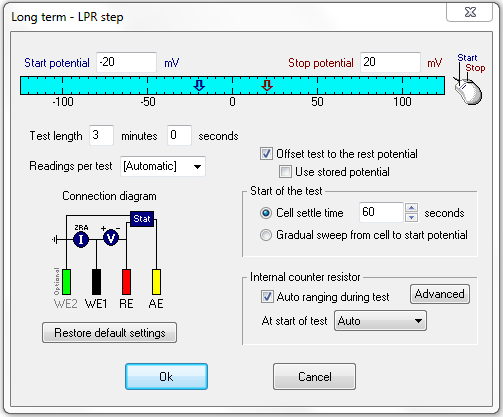 Long term - LPR step
Start potential -20 mV Stop potential 20 mV
Start
Stop
-100 -50 0 50 100
Test length 3 minutes 0 seconds
Readings per test [Automatic]
Offset test to the rest potential
Use stored potential
Connection diagram
Stat
ZRA
I
+ -
V
Optional
WE2 WE1 RE AE
Restore default settings
Start of the test
Cell settle time 60 seconds
Gradual sweep from cell to start potential
Internal counter resistor
Auto ranging during test Advanced
At start of test Auto
Ok Cancel